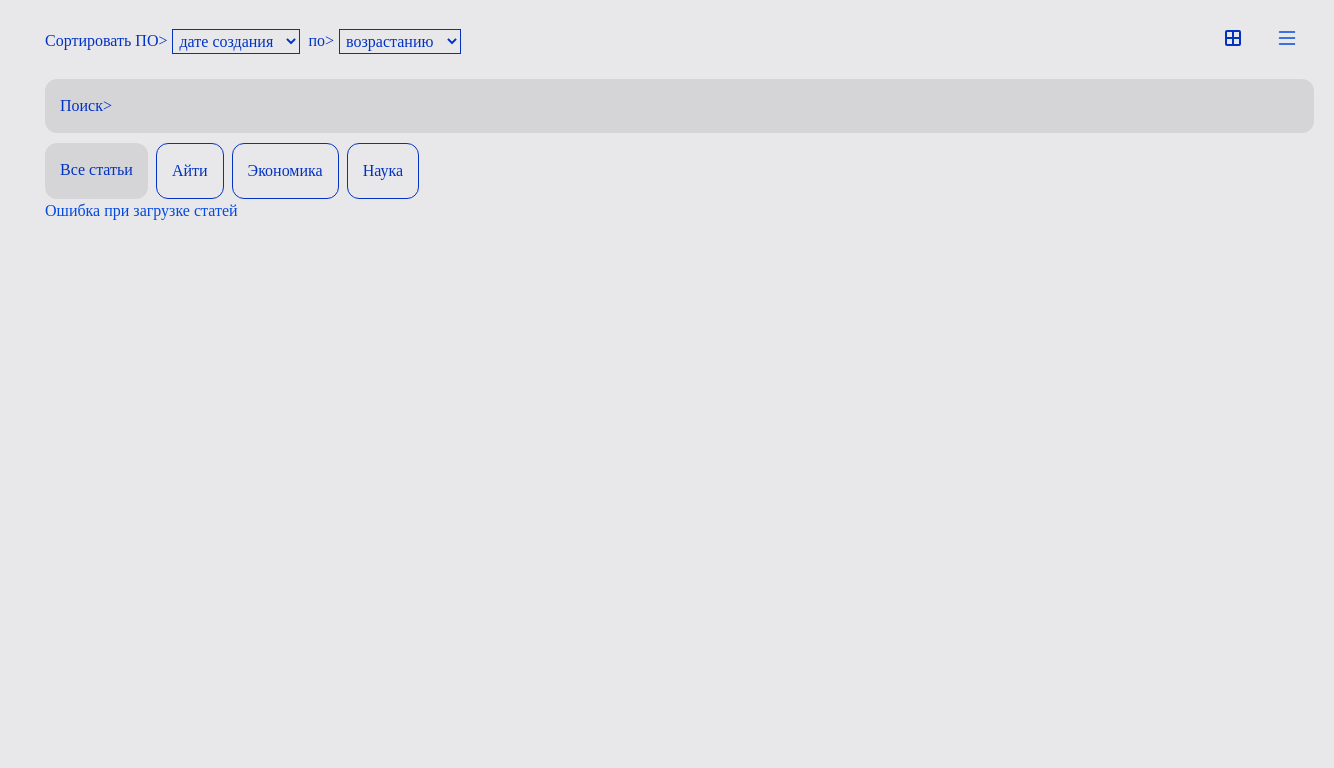 Сортировать ПО> дате создания по> возрастанию
Поиск>
Все статьи Айти Экономика Наука
Ошибка при загрузке статей